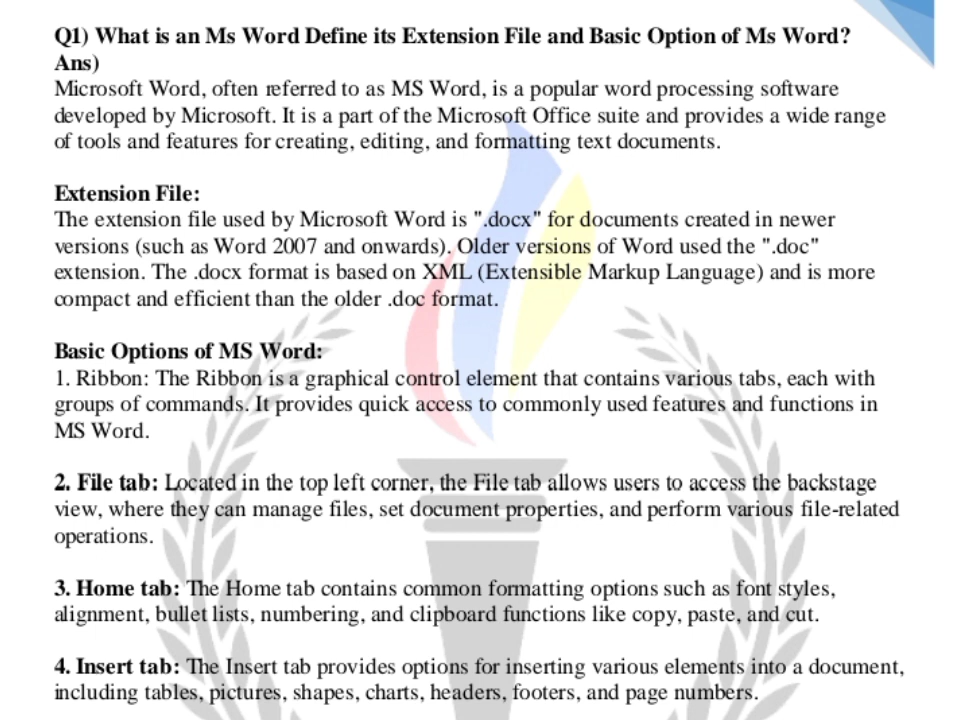 Q1) What is an Ms Word Define its Extension File and Basic Option of Ms Word?
Ans)
Microsoft Word, often referred to as MS Word, is a popular word processing software
developed by Microsoft. It is a part of the Microsoft Office suite and provides a wide range
of tools and features for creating, editing, and formatting text documents.
Extension File:
The extension file used by Microsoft Word is ".docx" for documents created in newer
versions (such as Word 2007 and onwards). Older versions of Word used the ".doc"
extension. The .docx format is based on XML (Extensible Markup Language) and is more
compact and efficient than the older .doc format.
Basic Options of MS Word:
1. Ribbon: The Ribbon is a graphical control element that contains various tabs, each with
groups of commands. It provides quick access to commonly used features and functions in
MS Word.
2. File tab: Located in the top left corner, the File tab allows users to access the backstage
view, where they can manage files, set document properties, and perform various file-related
operations.
3. Home tab: The Home tab contains common formatting options such as font styles,
alignment, bullet lists, numbering, and clipboard functions like copy, paste, and cut.
4. Insert tab: The Insert tab provides options for inserting various elements into a document,
including tables, pictures, shapes, charts, headers, footers, and page numbers.